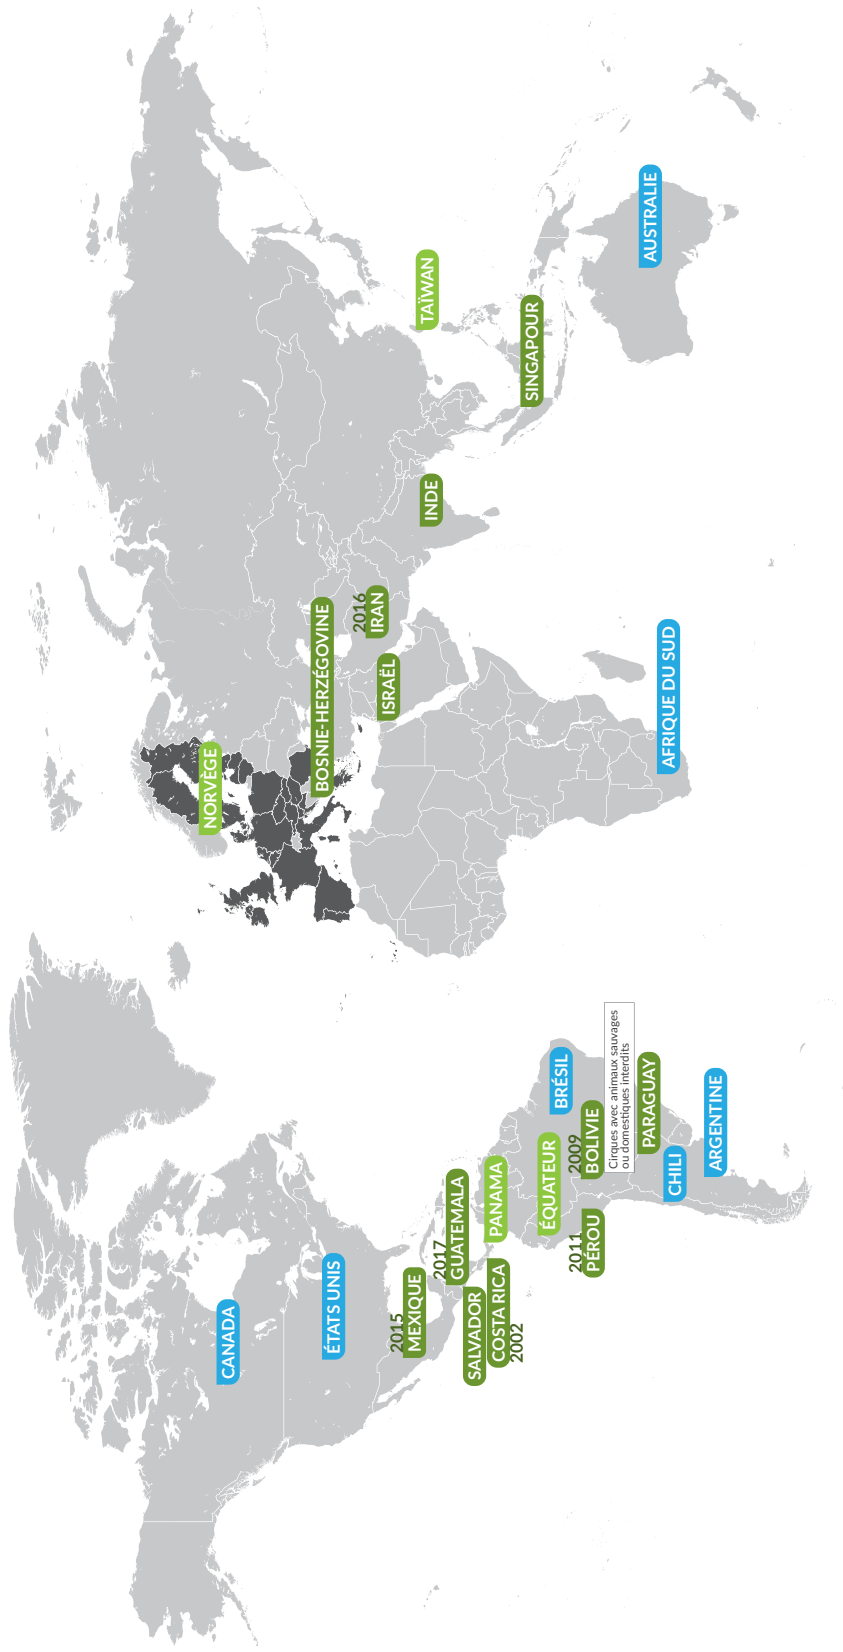 CANADA
ÉTATS UNIS
2015
MEXIQUE
2017
GUATEMALA
SALVADOR
COSTA RICA
2002
PANAMA
ÉQUATEUR
BRÉSIL
2011
PÉROU
2009
BOLIVIE
Cirques avec animaux sauvages
ou domestiques interdits
PARAGUAY
CHILI
ARGENTINE
NORVÈGE
BOSNIE-HERZÉGOVINE
ISRAËL
2016
IRAN
INDE
TAÏWAN
SINGAPOUR
AFRIQUE DU SUD
AUSTRALIE